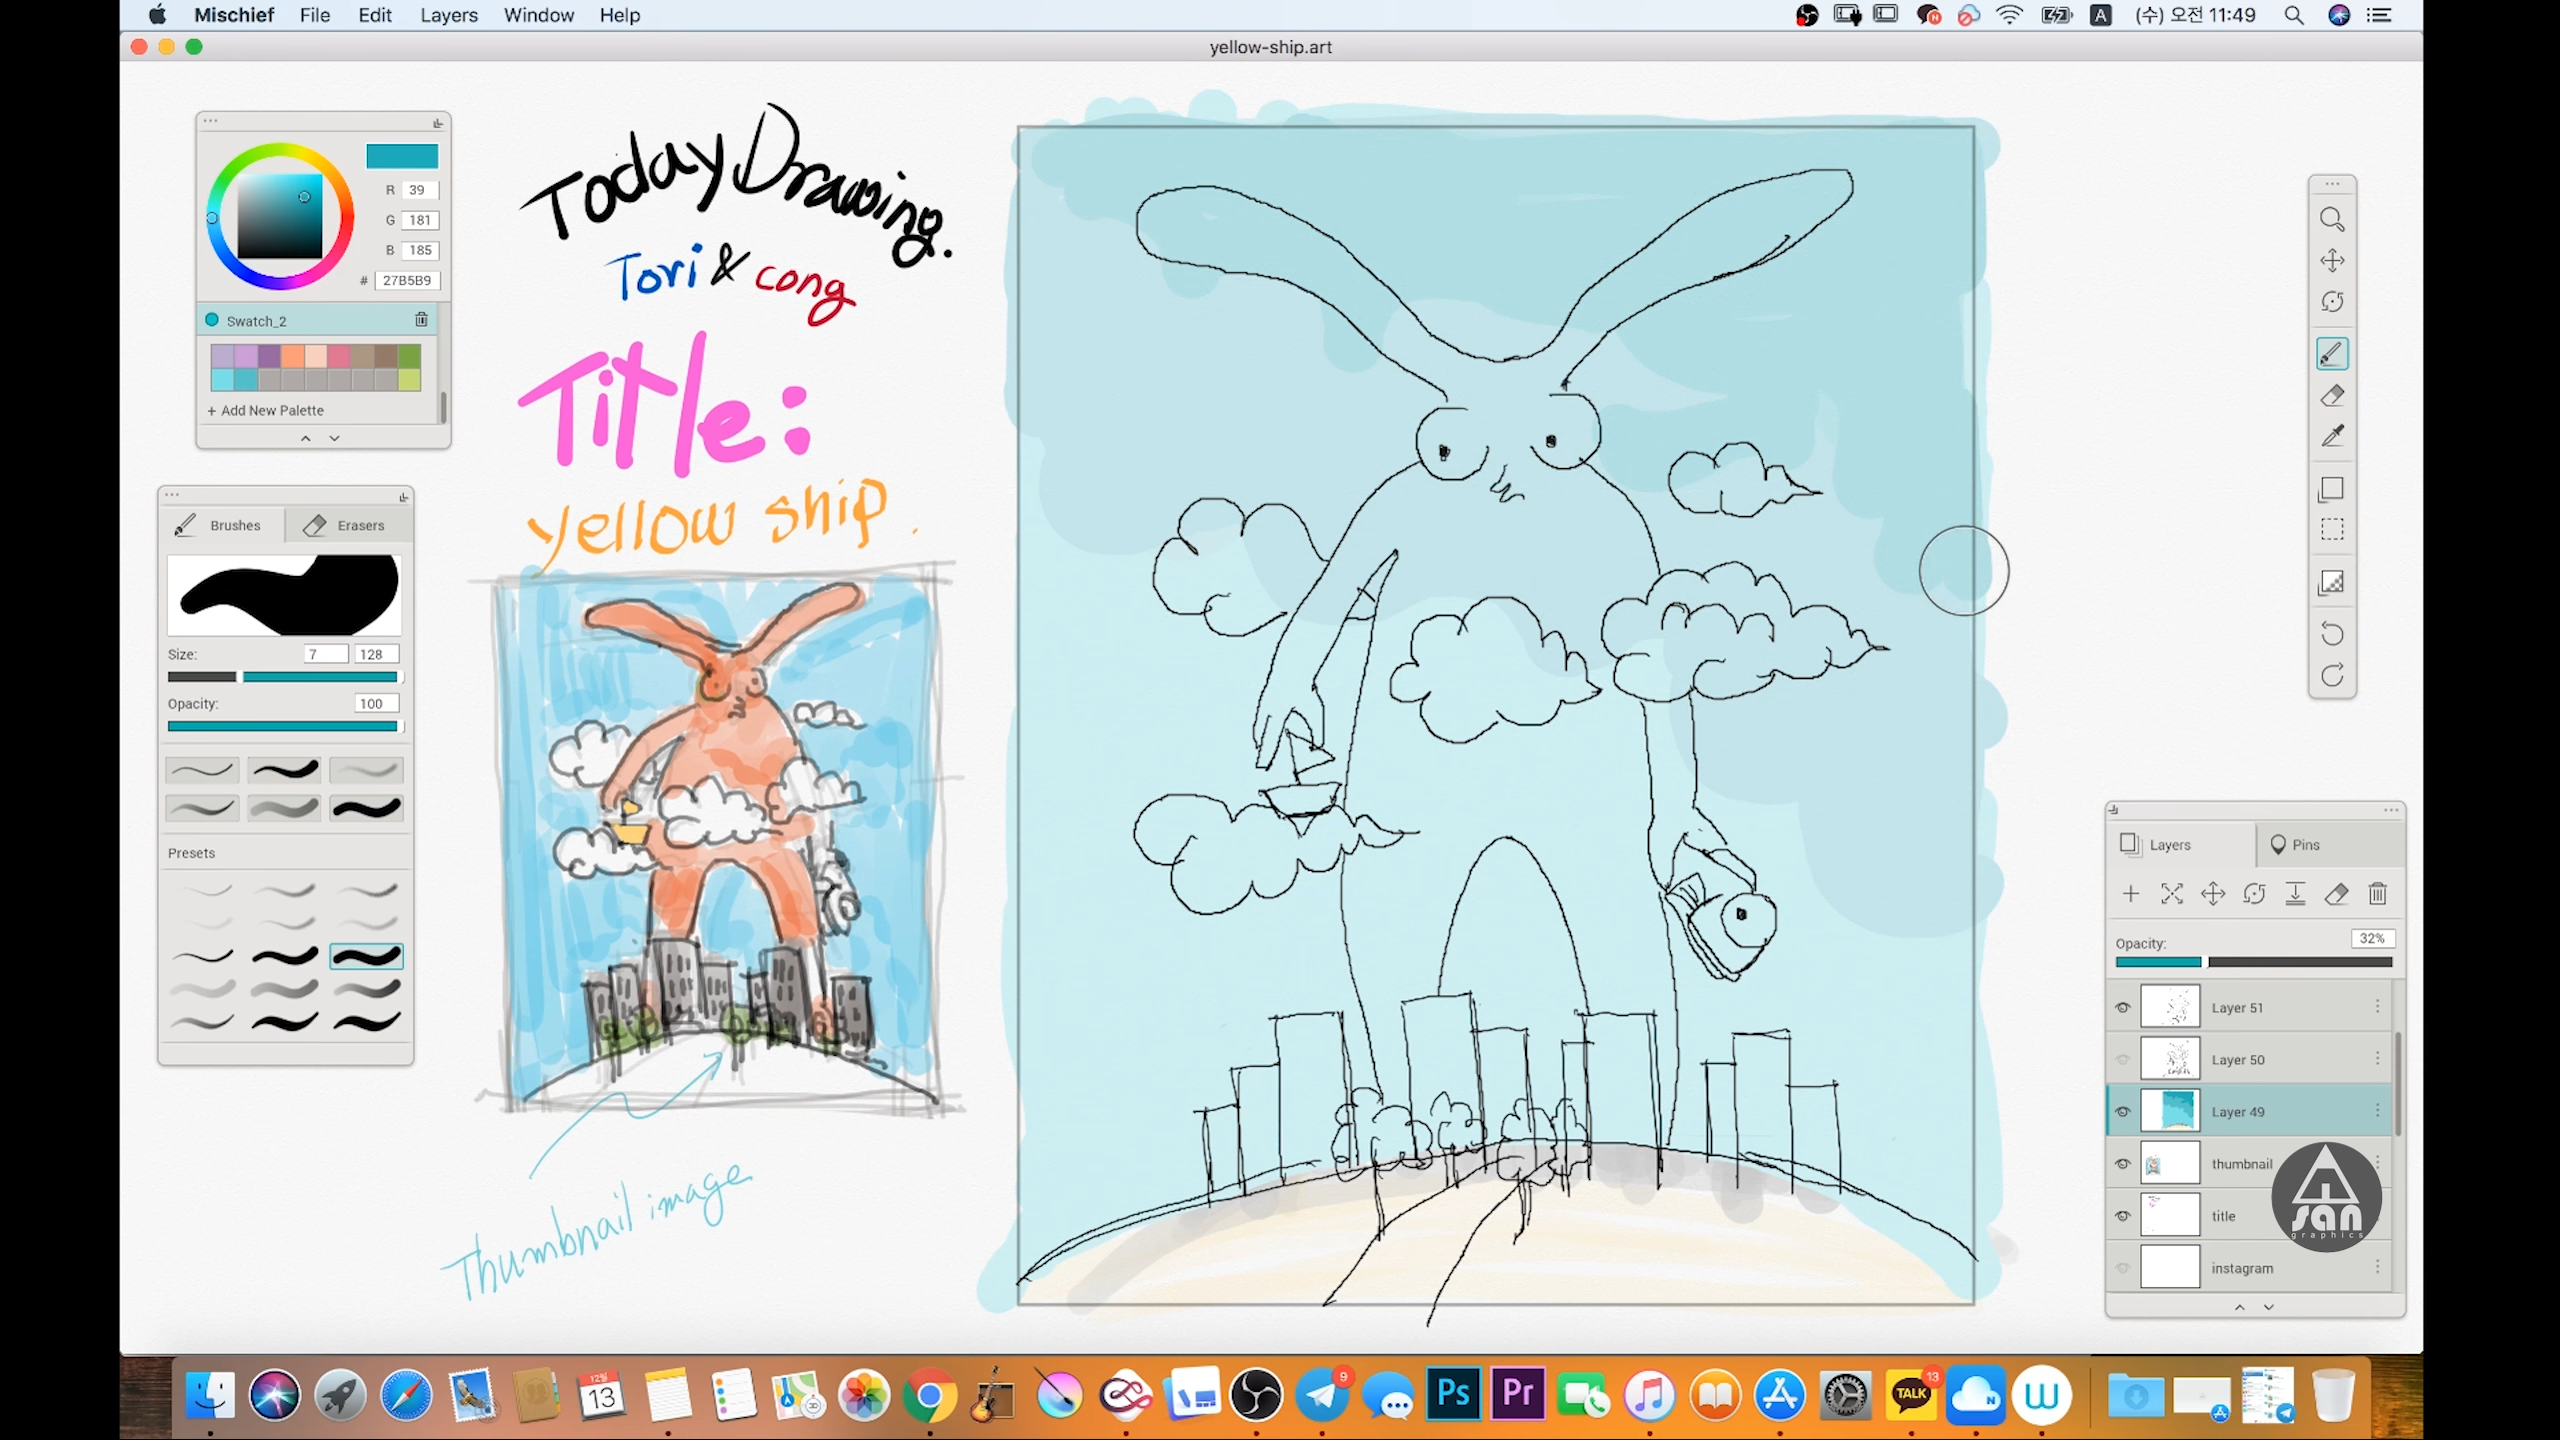 Mischief File Edit Layers Window Help
A (수) 오전 11:49
yellow-ship.art
R 39
G 181
B 185
# 27B5B9
Swatch_2
+ Add New Palette
Brushes Erasers
Size: 7 128
Opacity: 100
Presets
Today Drawing.
Tori & cong
Title:
yellow ship.
Thumbnail image
Layers Pins
Opacity: 32%
Layer 51
Layer 50
Layer 49
thumbnail
title
instagram
san
graphics
13
9
Ps
Pr
TALK
13
N